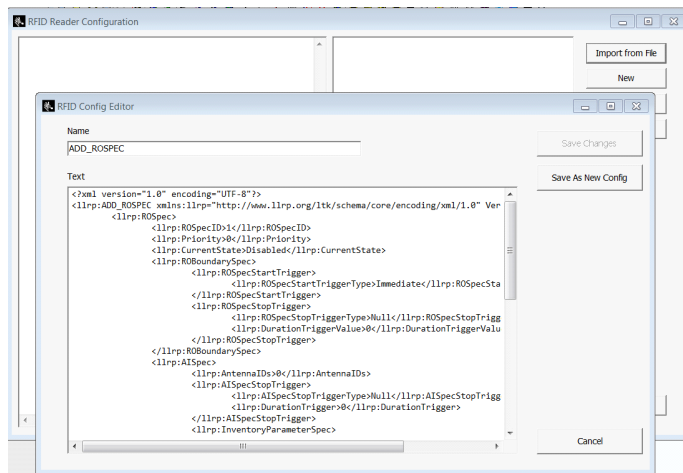 RFID Reader Configuration
Import from File
New
RFID Config Editor
Name
ADD_ROSPEC
Save Changes
Text
Save As New Config
<?xml version="1.0" encoding="UTF-8"?>
<llrp:ADD_ROSPEC xmlns:llrp="http://www.llrp.org/ltk/schema/core/encoding/xml/1.0" Ver
<llrp:ROSpec>
<llrp:ROSpecID>1</llrp:ROSpecID>
<llrp:Priority>0</llrp:Priority>
<llrp:CurrentState>Disabled</llrp:CurrentState>
<llrp:ROBoundarySpec>
<llrp:ROSpecStartTrigger>
<llrp:ROSpecStartTriggerType>Immediate</llrp:ROSpecSta
</llrp:ROSpecStartTrigger>
<llrp:ROSpecStopTrigger>
<llrp:ROSpecStopTriggerType>Null</llrp:ROSpecStopTrigg
<llrp:DurationTriggerValue>0</llrp:DurationTriggerValu
</llrp:ROSpecStopTrigger>
</llrp:ROBoundarySpec>
<llrp:AISpec>
<llrp:AntennaIDs>0</llrp:AntennaIDs>
<llrp:AISpecStopTrigger>
<llrp:AISpecStopTriggerType>Null</llrp:AISpecStopTrigg
<llrp:DurationTrigger>0</llrp:DurationTrigger>
</llrp:AISpecStopTrigger>
<llrp:InventoryParameterSpec>
Cancel